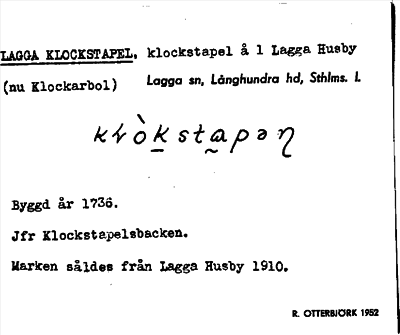 LAGGA KLOCKSTAPEL, klockstapel å 1 Lagga Husby
(nu Klockarbol) Lagga sn, Långhundra hd, Sthlms. L
Byggd år 1736.
Jfr Klockstapelsbacken.
Marken såldes från Lagga Husby 1910.
R. OTTERBJÖRK 1952